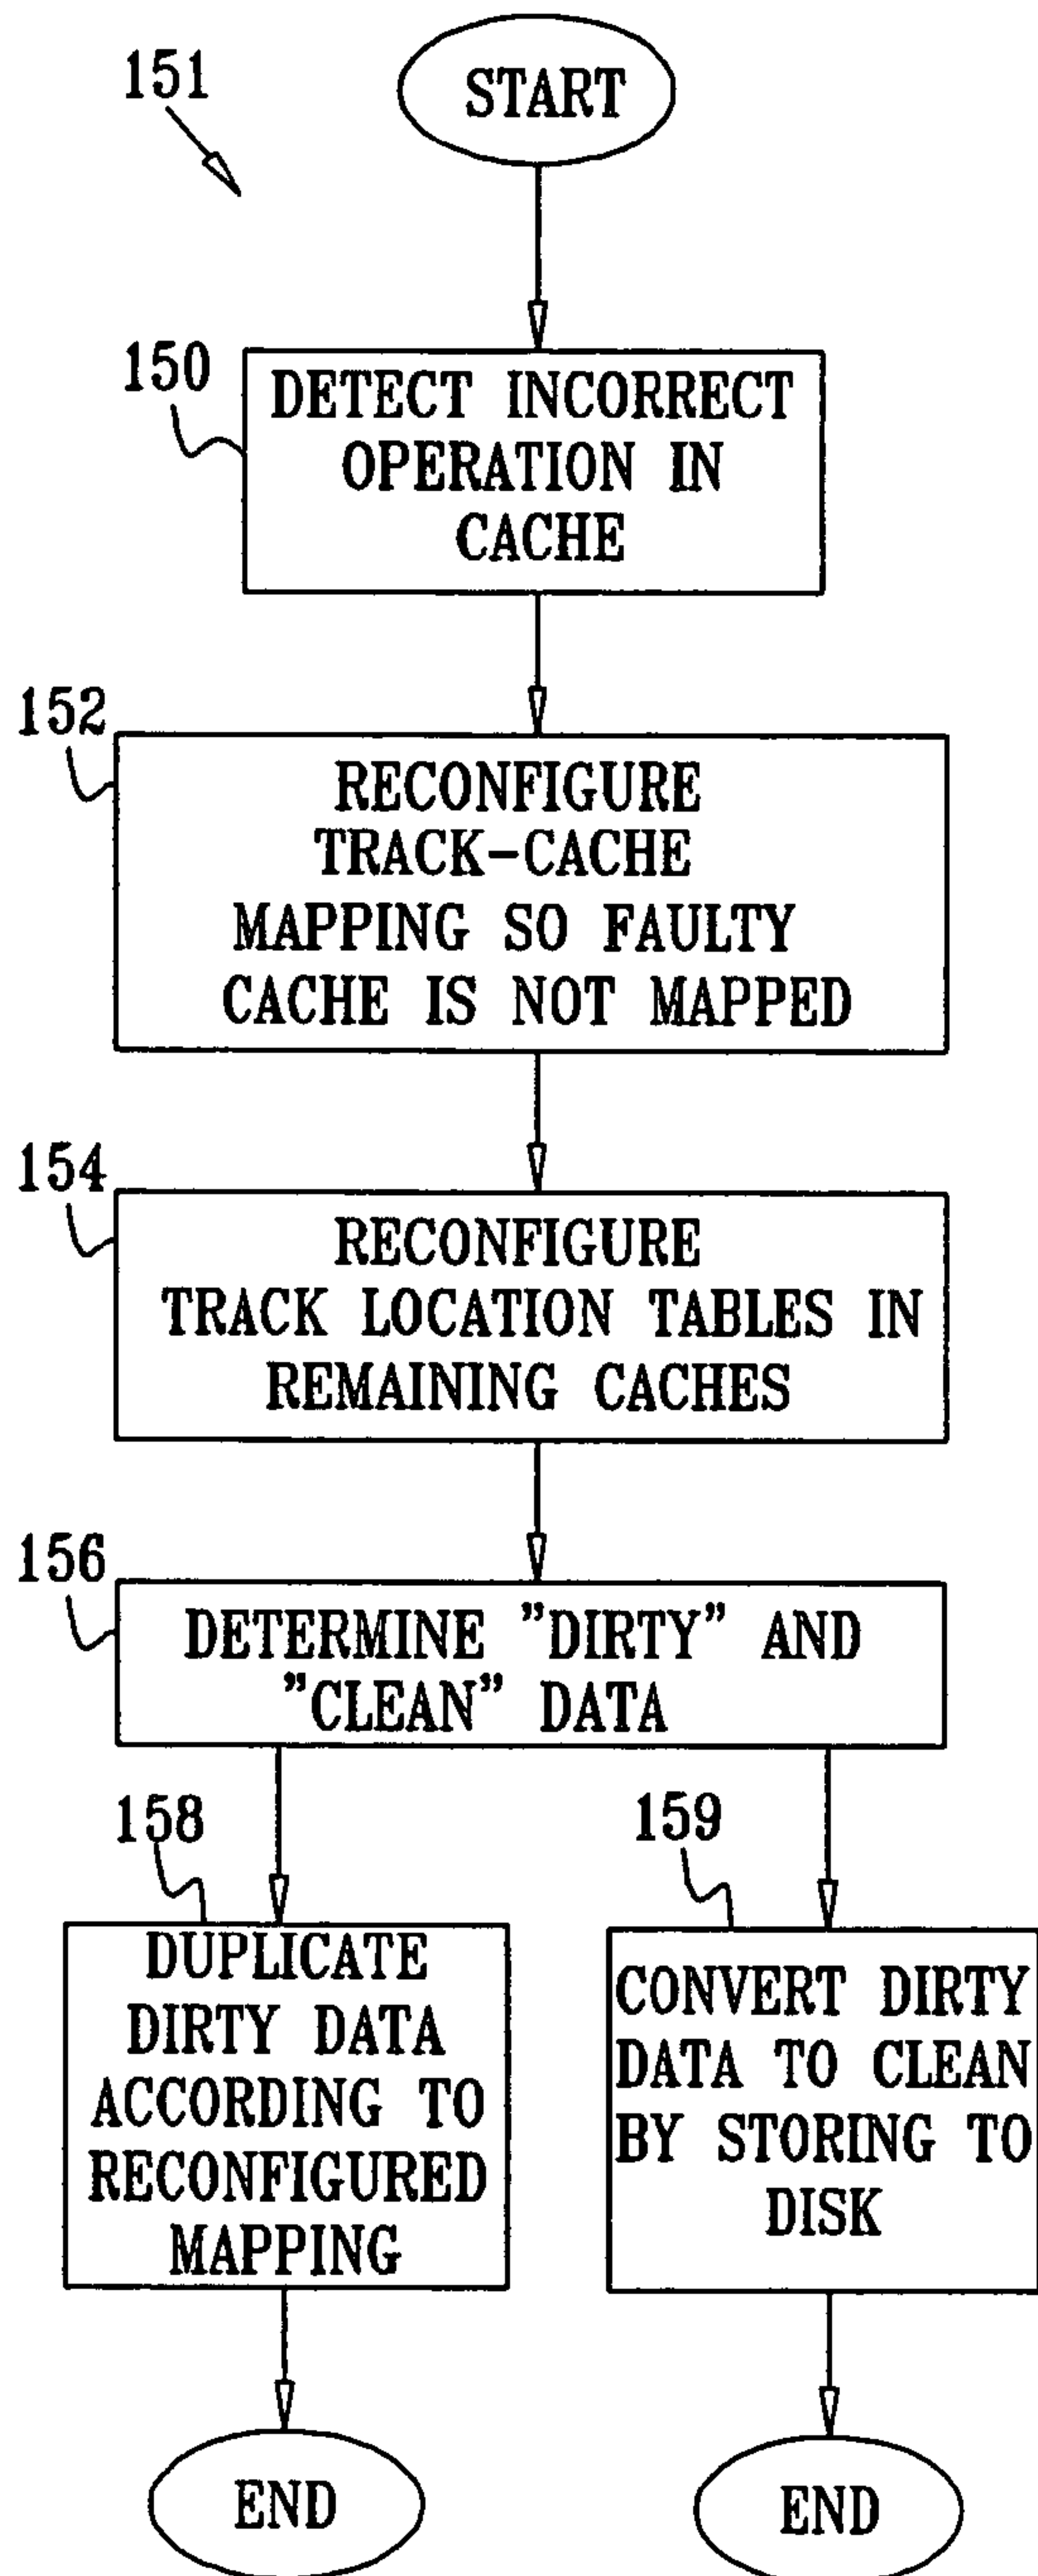 151
START
150
DETECT INCORRECT
OPERATION IN
CACHE
152
RECONFIGURE
TRACK-CACHE
MAPPING SO FAULTY
CACHE IS NOT MAPPED
154
RECONFIGURE
TRACK LOCATION TABLES IN
REMAINING CACHES
156
DETERMINE "DIRTY" AND
"CLEAN" DATA
158
DUPLICATE
DIRTY DATA
ACCORDING TO
RECONFIGURED
MAPPING
END
159
CONVERT DIRTY
DATA TO CLEAN
BY STORING TO
DISK
END